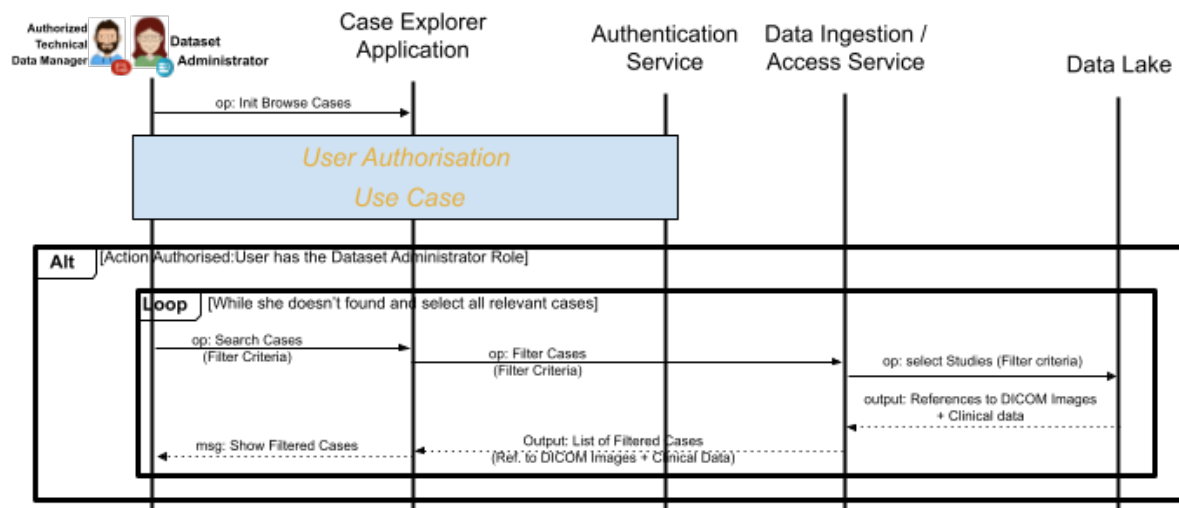 Authorized
Technical
Data Manager
Dataset
Administrator
Case Explorer
Application
Authentication
Service
Data Ingestion /
Access Service
Data Lake
op: Init Browse Cases
User Authorisation
Use Case
Alt
[Action Authorised:User has the Dataset Administrator Role]
Loop
[While she doesn't found and select all relevant cases]
op: Search Cases
(Filter Criteria)
op: Filter Cases
(Filter Criteria)
op: select Studies (Filter criteria)
output: References to DICOM Images
+ Clinical data
Output: List of Filtered Cases
(Ref. to DICOM Images + Clinical Data)
msg: Show Filtered Cases